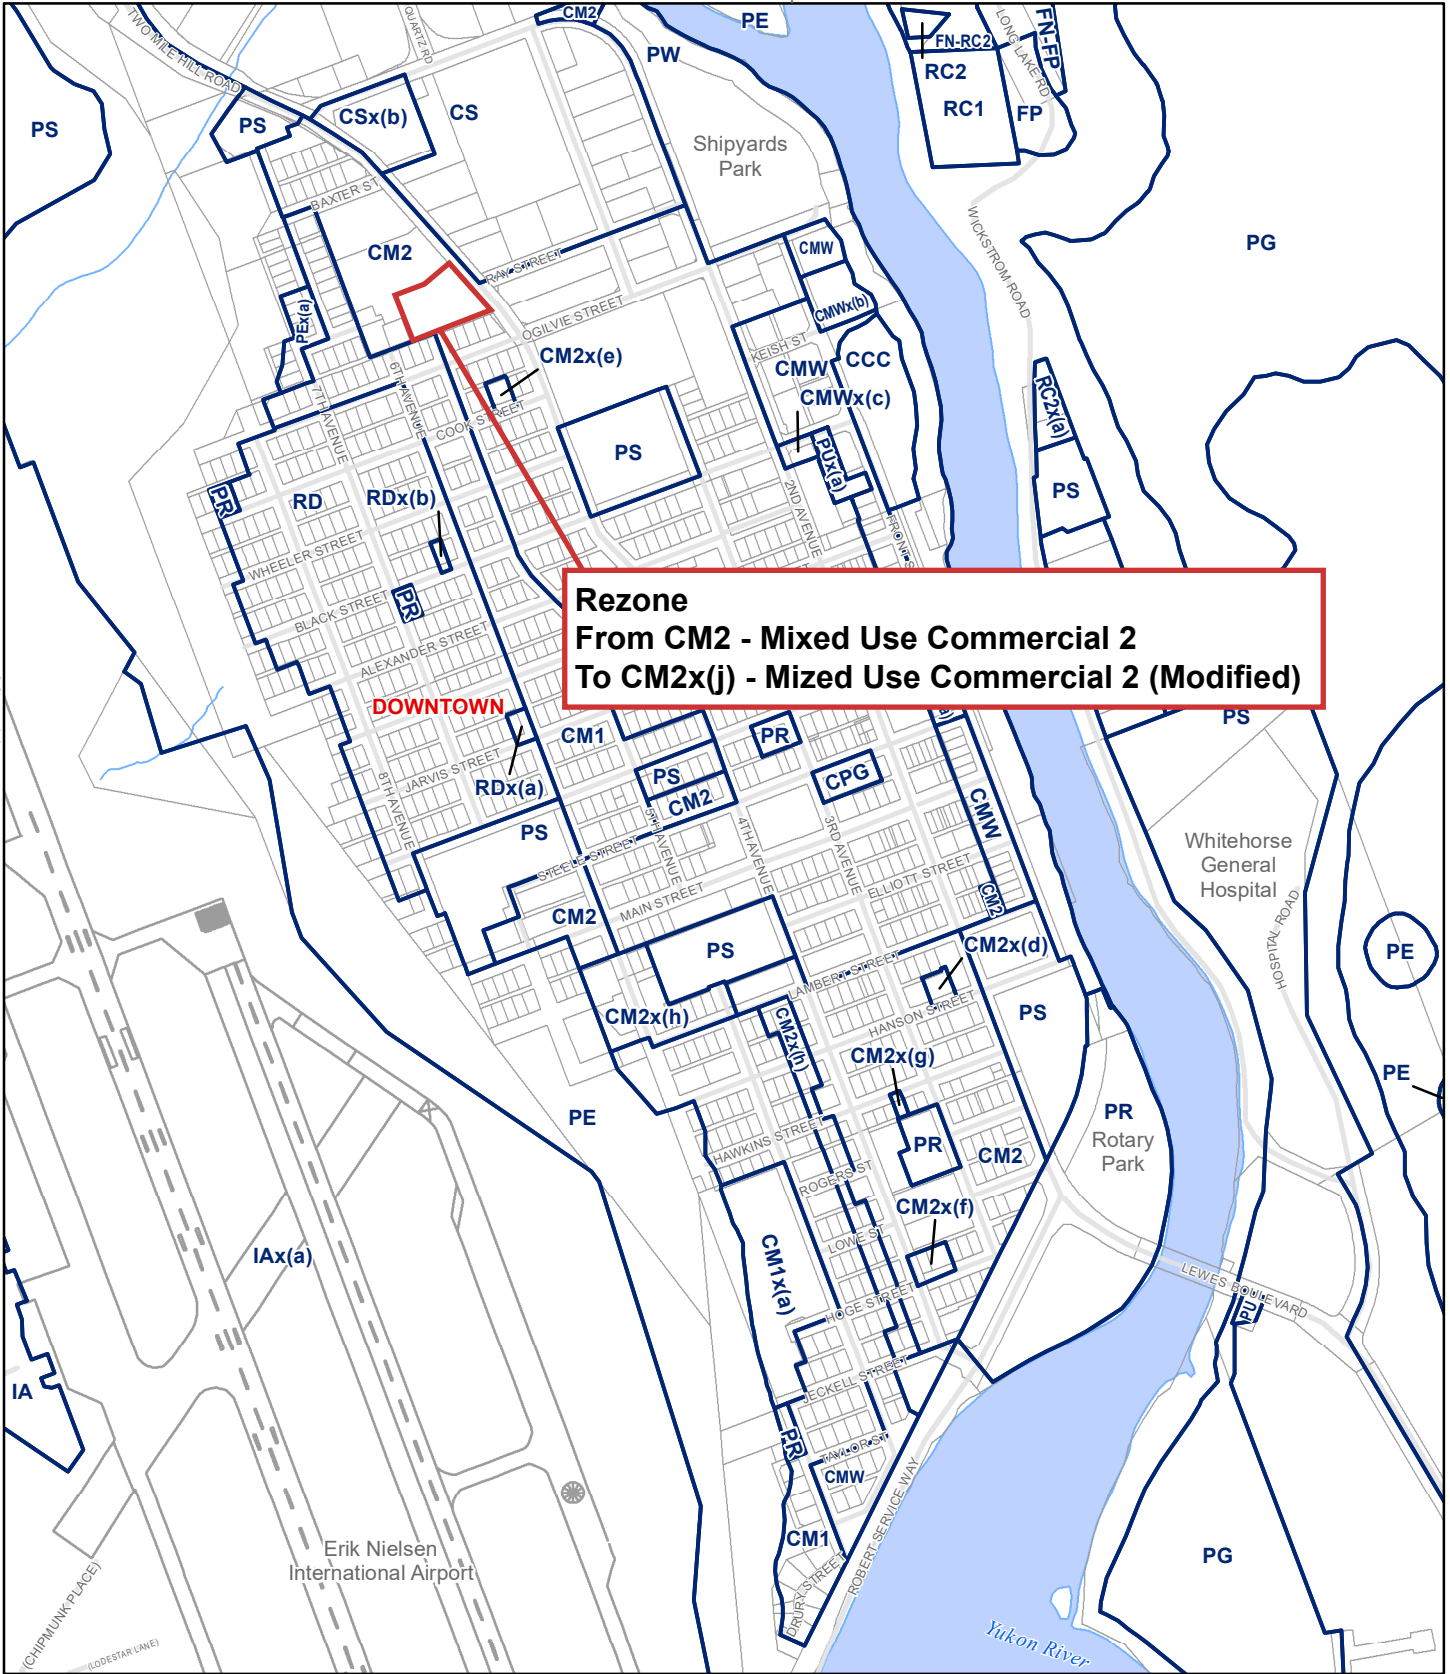 CM2
PE
TWO MILE HILL ROAD
QUARTZ RD
PW
FN-RC2
LONG LAKE RD
FN-FP
RC2
RC1
FP
PS
PS
CSx(b)
CS
Shipyards
Park
BAXTER ST
WICKSTROM ROAD
PG
CM2
RAY STREET
CMW
PEx(a)
OGILVIE STREET
CMWx(b)
KEISH ST
CM2x(e)
CMW
CCC
CMWx(c)
6TH AVENUE
7TH AVENUE
COOK STREET
RC2x(a)
PS
PUx(a)
PS
PR
RD
RDx(b)
2ND AVENUE
FRONT S
WHEELER STREET
BLACK STREET
PR
ALEXANDER STREET
Rezone
From CM2 - Mixed Use Commercial 2
To CM2x(j) - Mized Use Commercial 2 (Modified)
DOWNTOWN
a)
PS
CM1
PR
JARVIS STREET
RDx(a)
PS
CPG
CM2
8TH AVENUE
PS
5TH AVENUE
4TH AVENUE
3RD AVENUE
CMW
Whitehorse
General
Hospital
STEELE STREET
ELLIOTT STREET
MAIN STREET
CM2
CM2
HOSPITAL ROAD
PS
CM2x(d)
PE
LAMBERT STREET
HANSON STREET
PS
CM2x(h)
CM2x(h)
CM2x(g)
PE
PE
PR
Rotary
Park
HAWKINS STREET
PR
CM2
ROGERS ST
CM2x(f)
LOWE ST
IAx(a)
CM1x(a)
LEWES BOULEVARD
HOGE STREET
PU
JECKELL STREET
IA
PR
TAYLOR ST
CMW
ROBERT SERVICE WAY
CM1
Erik Nielsen
International Airport
PG
DRURY STREET
(CHIPMUNK PLACE)
(LODESTAR LANE)
Yukon River